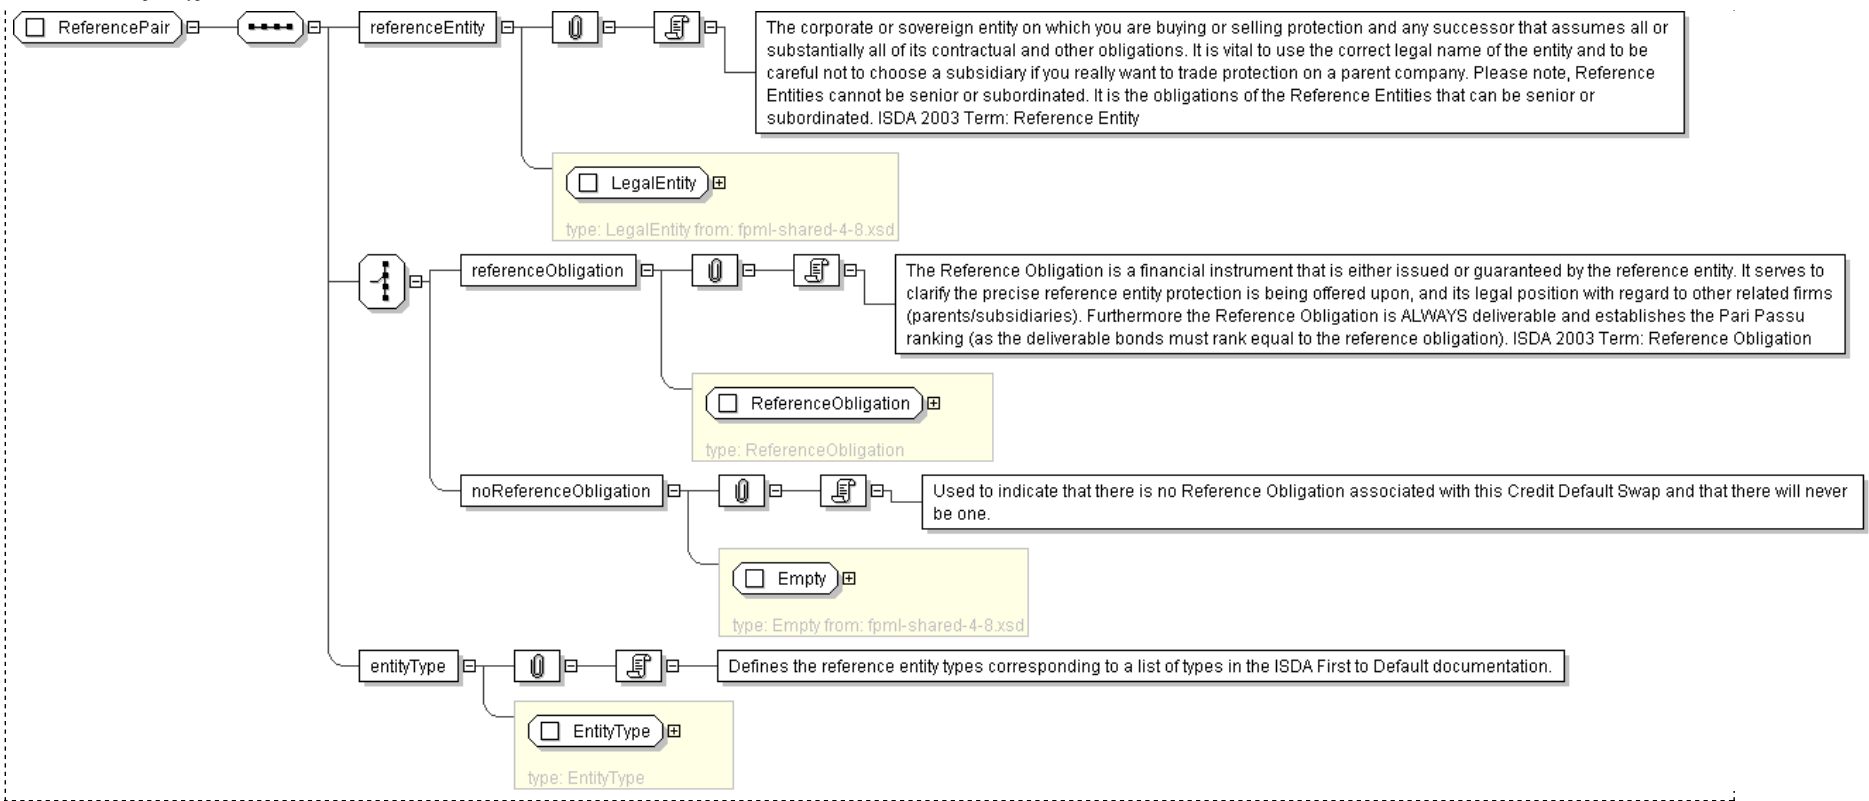 ReferencePair
referenceEntity
The corporate or sovereign entity on which you are buying or selling protection and any successor that assumes all or
substantially all of its contractual and other obligations. It is vital to use the correct legal name of the entity and to be
careful not to choose a subsidiary if you really want to trade protection on a parent company. Please note, Reference
Entities cannot be senior or subordinated. It is the obligations of the Reference Entities that can be senior or
subordinated. ISDA 2003 Term: Reference Entity
LegalEntity
type: LegalEntity from: fpml-shared-4-8.xsd
referenceObligation
The Reference Obligation is a financial instrument that is either issued or guaranteed by the reference entity. It serves to
clarify the precise reference entity protection is being offered upon, and its legal position with regard to other related firms
(parents/subsidiaries). Furthermore the Reference Obligation is ALWAYS deliverable and establishes the Pari Passu
ranking (as the deliverable bonds must rank equal to the reference obligation). ISDA 2003 Term: Reference Obligation
ReferenceObligation
type: ReferenceObligation
noReferenceObligation
Used to indicate that there is no Reference Obligation associated with this Credit Default Swap and that there will never
be one.
Empty
type: Empty from: fpml-shared-4-8.xsd
entityType
Defines the reference entity types corresponding to a list of types in the ISDA First to Default documentation.
EntityType
type: EntityType